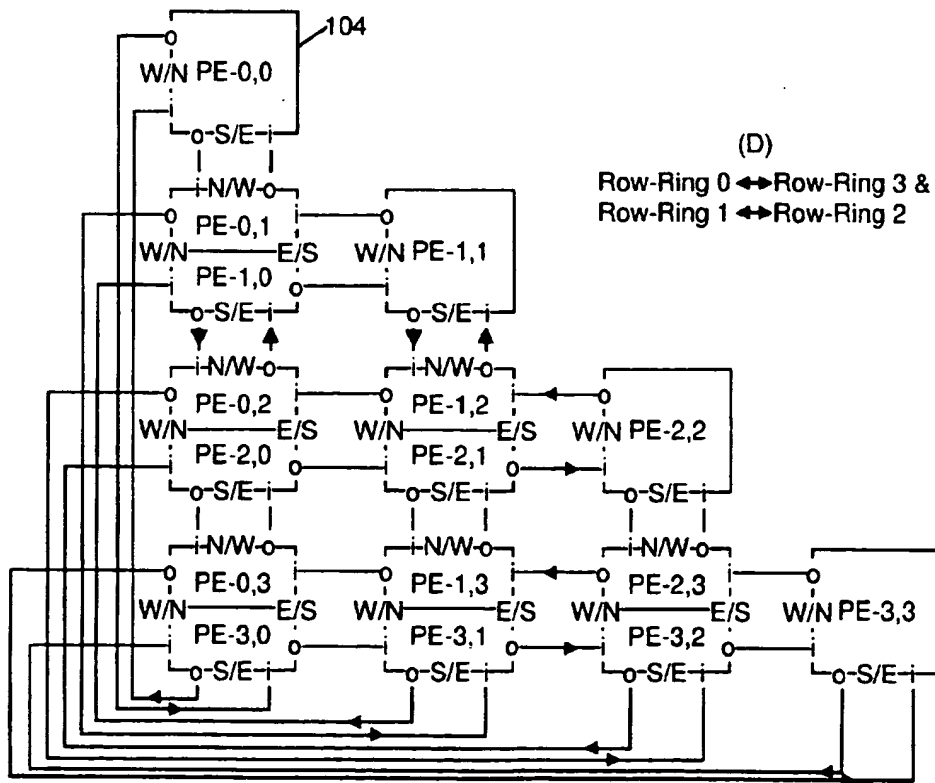 104
o
W/N PE-0,0
i
o S/E i
(D)
Row-Ring 0 ↔ Row-Ring 3 &
Row-Ring 1 ↔ Row-Ring 2
i N/W o
o i o
PE-0,1
W/N E/S W/N PE-1,1
PE-1,0
i o i
o S/E i o S/E i
i N/W o i N/W o
o i o i o
PE-0,2 PE-1,2
W/N E/S W/N E/S W/N PE-2,2
PE-2,0 PE-2,1
i o i o i
o S/E i o S/E i o S/E i
i N/W o i N/W o i N/W o
o i o i o i o
PE-0,3 PE-1,3 PE-2,3
W/N E/S W/N E/S W/N E/S W/N PE-3,3
PE-3,0 PE-3,1 PE-3,2
i o i o i o i
o S/E i o S/E i o S/E i o S/E i